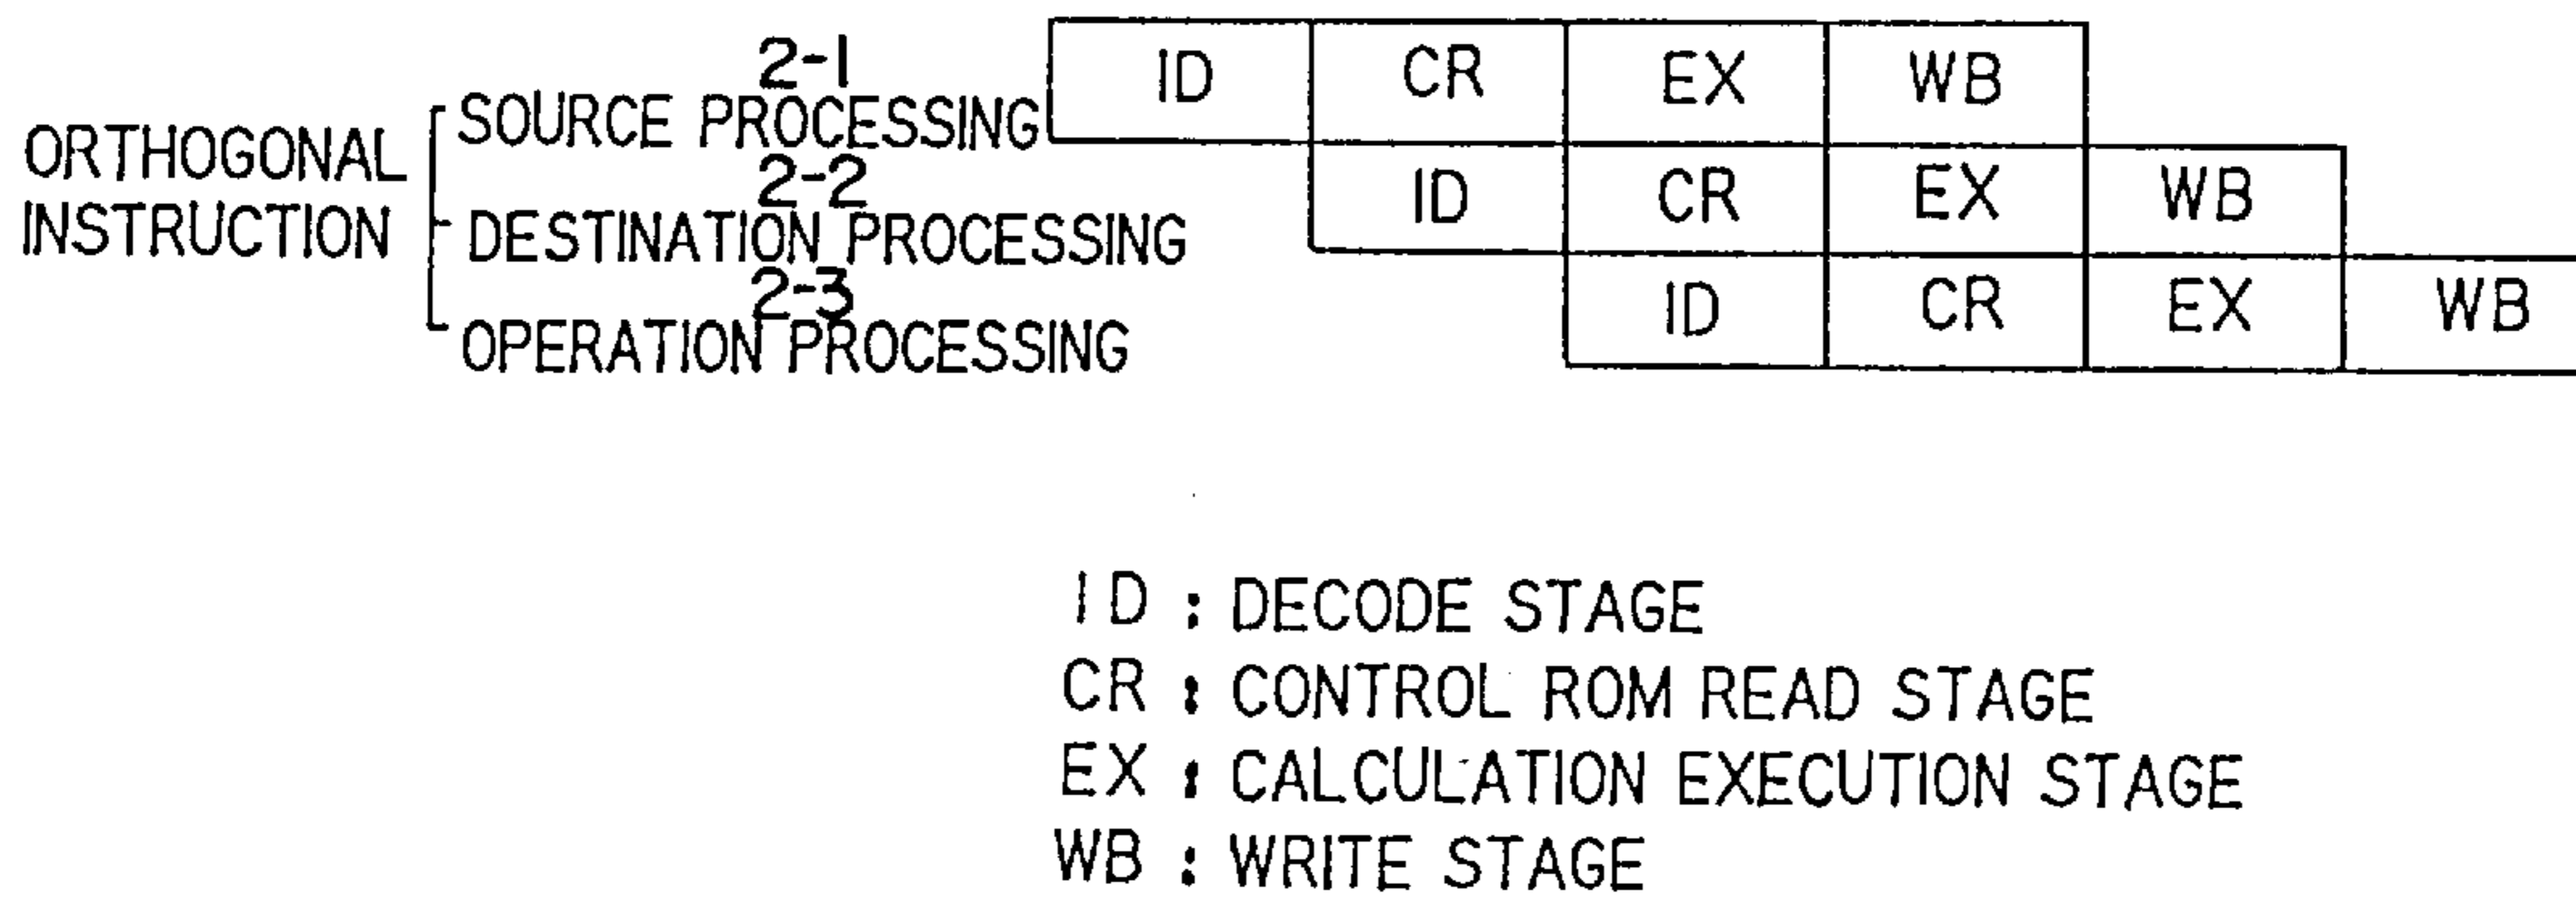 2-1
SOURCE PROCESSING ID CR EX WB
ORTHOGONAL INSTRUCTION
2-2
DESTINATION PROCESSING ID CR EX WB
2-3
OPERATION PROCESSING ID CR EX WB
ID : DECODE STAGE
CR : CONTROL ROM READ STAGE
EX : CALCULATION EXECUTION STAGE
WB : WRITE STAGE